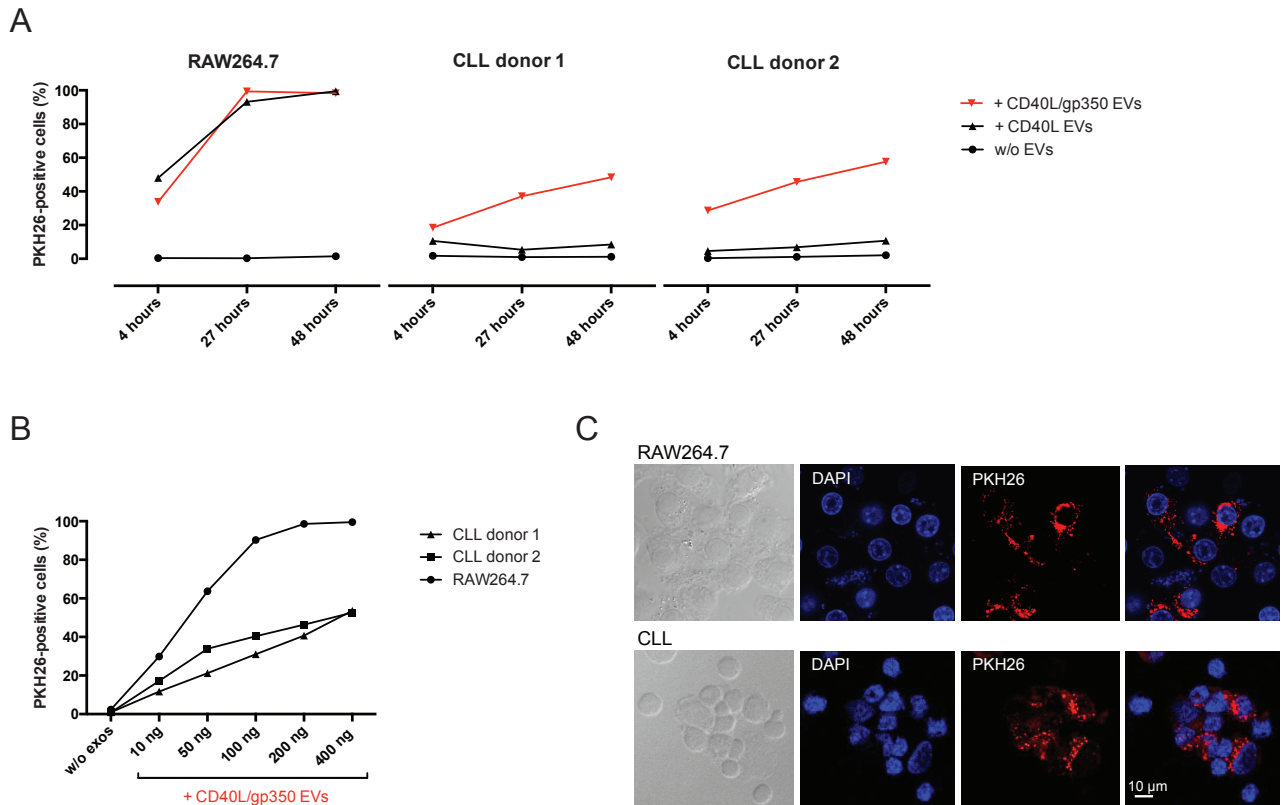 A
RAW264.7
CLL donor 1
CLL donor 2
PKH26-positive cells (%)
100
80
60
40
20
0
4 hours
27 hours
48 hours
4 hours
27 hours
48 hours
4 hours
27 hours
48 hours
+ CD40L/gp350 EVs
+ CD40L EVs
w/o EVs
B
PKH26-positive cells (%)
100
80
60
40
20
0
w/o exos
10 ng
50 ng
100 ng
200 ng
400 ng
+ CD40L/gp350 EVs
CLL donor 1
CLL donor 2
RAW264.7
C
RAW264.7
DAPI
PKH26
CLL
DAPI
PKH26
10 µm